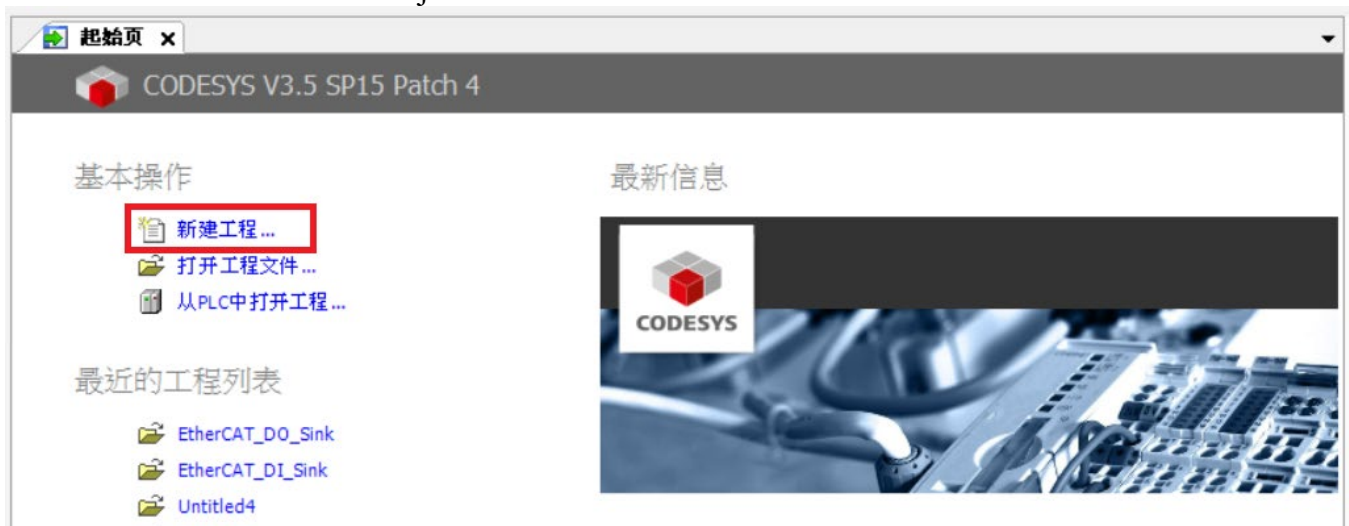 起始页
CODESYS V3.5 SP15 Patch 4
基本操作
新建工程...
打开工程文件...
从PLC中打开工程...
最近的工程列表
EtherCAT_DO_Sink
EtherCAT_DI_Sink
Untitled4
最新信息
CODESYS